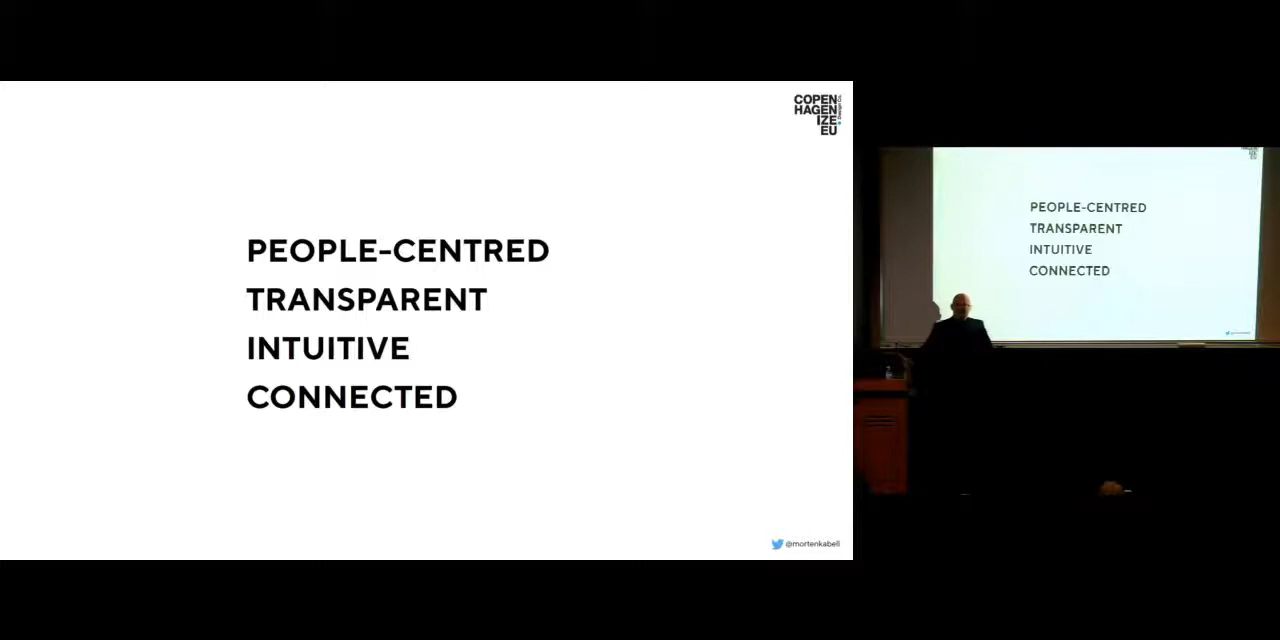 COPEN
HAGEN
IZE
EU
PEOPLE-CENTRED
TRANSPARENT
INTUITIVE
CONNECTED
@mortenkabell
PEOPLE-CENTRED
TRANSPARENT
INTUITIVE
CONNECTED